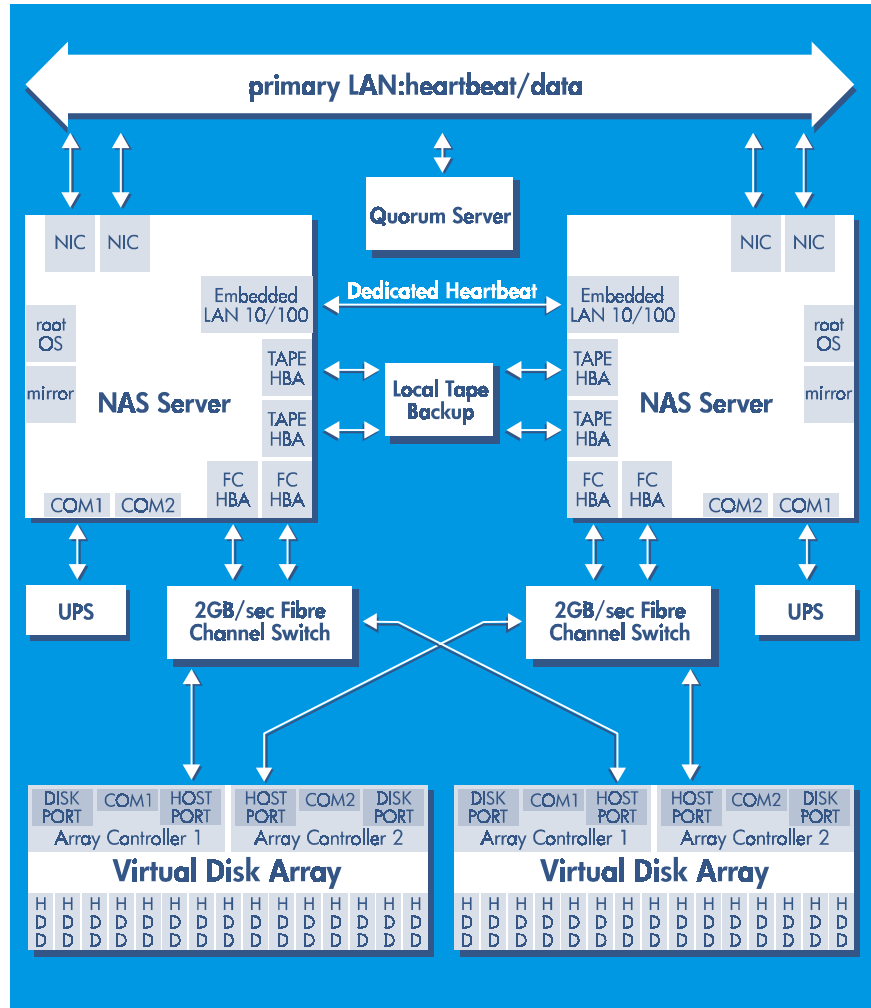 primary LAN:heartbeat/data
Quorum Server
NIC NIC
NIC NIC
Embedded
LAN 10/100
Dedicated Heartbeat
Embedded
LAN 10/100
root
OS
mirror
NAS Server
TAPE
HBA
TAPE
HBA
FC
HBA
FC
HBA
COM1 COM2
Local Tape
Backup
TAPE
HBA
TAPE
HBA
FC
HBA
FC
HBA
NAS Server
root
OS
mirror
COM2 COM1
UPS
2GB/sec Fibre
Channel Switch
2GB/sec Fibre
Channel Switch
UPS
DISK
PORT
COM1
HOST
PORT
Array Controller 1
HOST
PORT
COM2
DISK
PORT
Array Controller 2
Virtual Disk Array
H H H H H H H H H H H H H H H
D D D D D D D D D D D D D D D
D D D D D D D D D D D D D D D
DISK
PORT
COM1
HOST
PORT
Array Controller 1
HOST
PORT
COM2
DISK
PORT
Array Controller 2
Virtual Disk Array
H H H H H H H H H H H H H H H
D D D D D D D D D D D D D D D
D D D D D D D D D D D D D D D